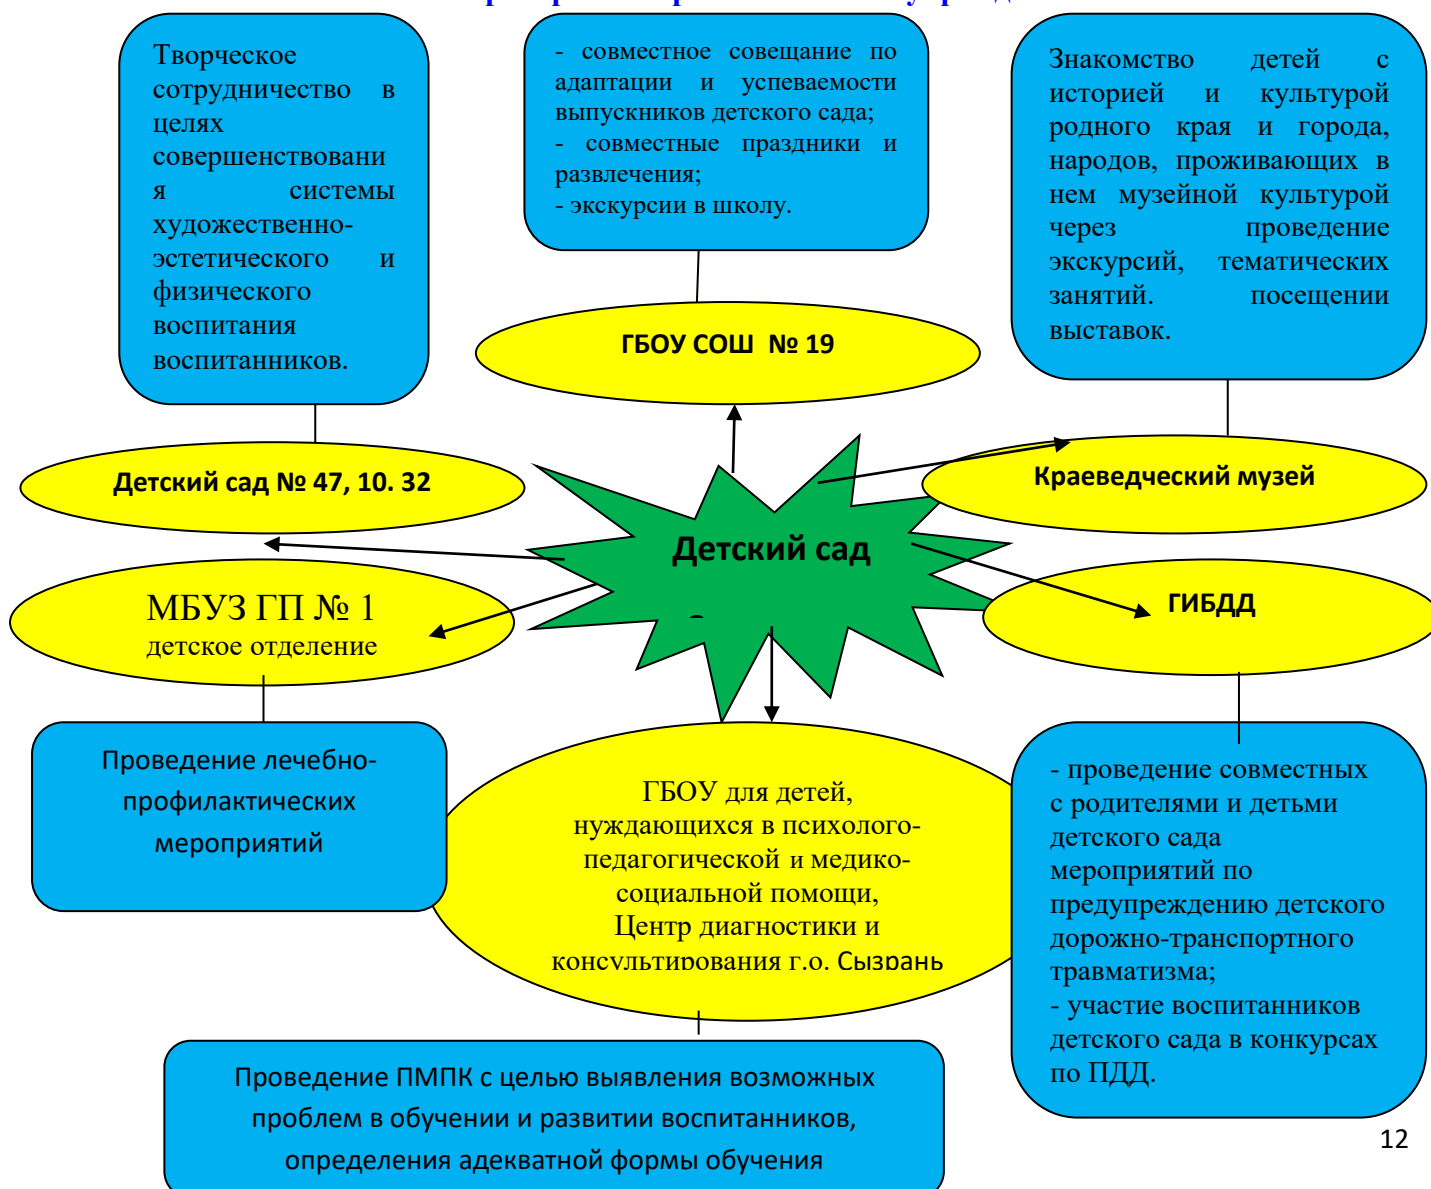 Творческое
сотрудничество в
целях
совершенствовани
я системы
художественно-
эстетического и
физического
воспитания
воспитанников.
- совместное совещание по
адаптации и успеваемости
выпускников детского сада;
- совместные праздники и
развлечения;
- экскурсии в школу.
Знакомство детей с
историей и культурой
родного края и города,
народов, проживающих в
нем музейной культурой
через проведение
экскурсий, тематических
занятий. посещении
выставок.
ГБОУ СОШ № 19
Детский сад № 47, 10. 32
Краеведческий музей
Детский сад
МБУЗ ГП № 1
детское отделение
ГИБДД
Проведение лечебно-
профилактических
мероприятий
ГБОУ для детей,
нуждающихся в психолого-
педагогической и медико-
социальной помощи,
Центр диагностики и
консультирования г.о. Сызрань
- проведение совместных
с родителями и детьми
детского сада
мероприятий по
предупреждению детского
дорожно-транспортного
травматизма;
- участие воспитанников
детского сада в конкурсах
по ПДД.
Проведение ПМПК с целью выявления возможных
проблем в обучении и развитии воспитанников,
определения адекватной формы обучения
12